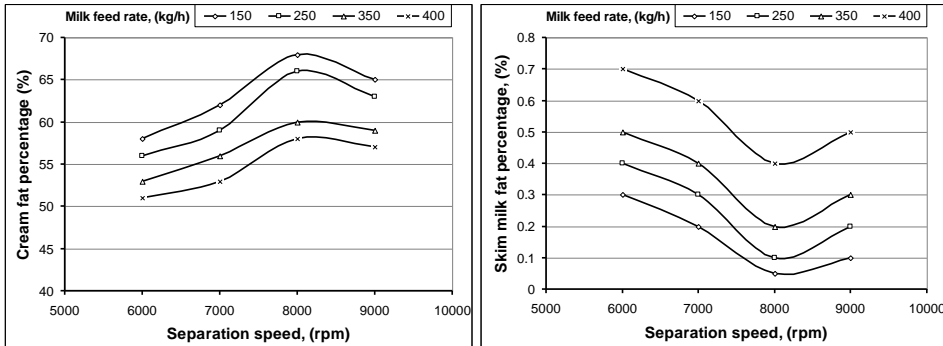 Milk feed rate, (kg/h) 150 250 350 400
70
65
60
55
50
45
40
Cream fat percentage (%)
5000 6000 7000 8000 9000 10000
Separation speed, (rpm)
Milk feed rate, (kg/h) 150 250 350 400
0.8
0.7
0.6
0.5
0.4
0.3
0.2
0.1
0
Skim milk fat percentage, (%)
5000 6000 7000 8000 9000 10000
Separation speed, (rpm)